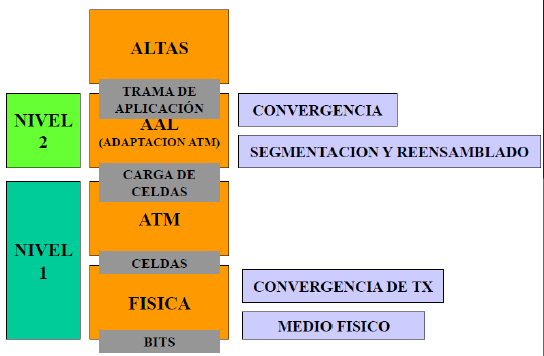 ALTAS
TRAMA DE
APLICACIÓN
NIVEL
2
AAL
(ADAPTACION ATM)
CONVERGENCIA
SEGMENTACION Y REENSAMBLADO
CARGA DE
CELDAS
NIVEL
1
ATM
CELDAS
FISICA
CONVERGENCIA DE TX
MEDIO FISICO
BITS